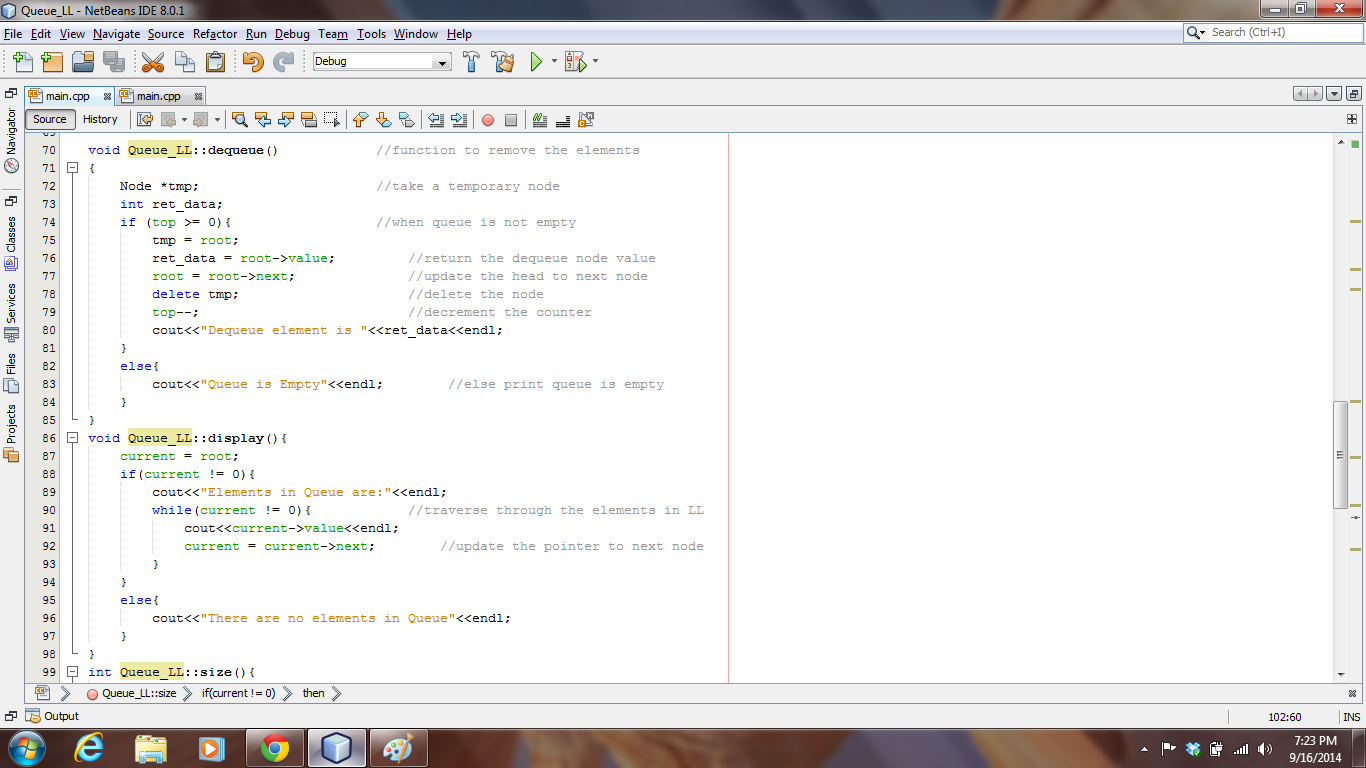 Queue_LL - NetBeans IDE 8.0.1
File Edit View Navigate Source Refactor Run Debug Team Tools Window Help
Search (Ctrl+I)
Debug
main.cpp main.cpp
Source History
Navigator
Classes
Services
Files
Projects
69
70 void Queue_LL::dequeue() //function to remove the elements
71 {
72 Node *tmp; //take a temporary node
73 int ret_data;
74 if (top >= 0){ //when queue is not empty
75 tmp = root;
76 ret_data = root->value; //return the dequeue node value
77 root = root->next; //update the head to next node
78 delete tmp; //delete the node
79 top--; //decrement the counter
80 cout<<"Dequeue element is "<<ret_data<<endl;
81 }
82 else{
83 cout<<"Queue is Empty"<<endl; //else print queue is empty
84 }
85 }
86 void Queue_LL::display(){
87 current = root;
88 if(current != 0){
89 cout<<"Elements in Queue are:"<<endl;
90 while(current != 0){ //traverse through the elements in LL
91 cout<<current->value<<endl;
92 current = current->next; //update the pointer to next node
93 }
94 }
95 else{
96 cout<<"There are no elements in Queue"<<endl;
97 }
98 }
99 int Queue_LL::size(){
Queue_LL::size if(current != 0) then
Output
102:60 INS
7:23 PM
9/16/2014